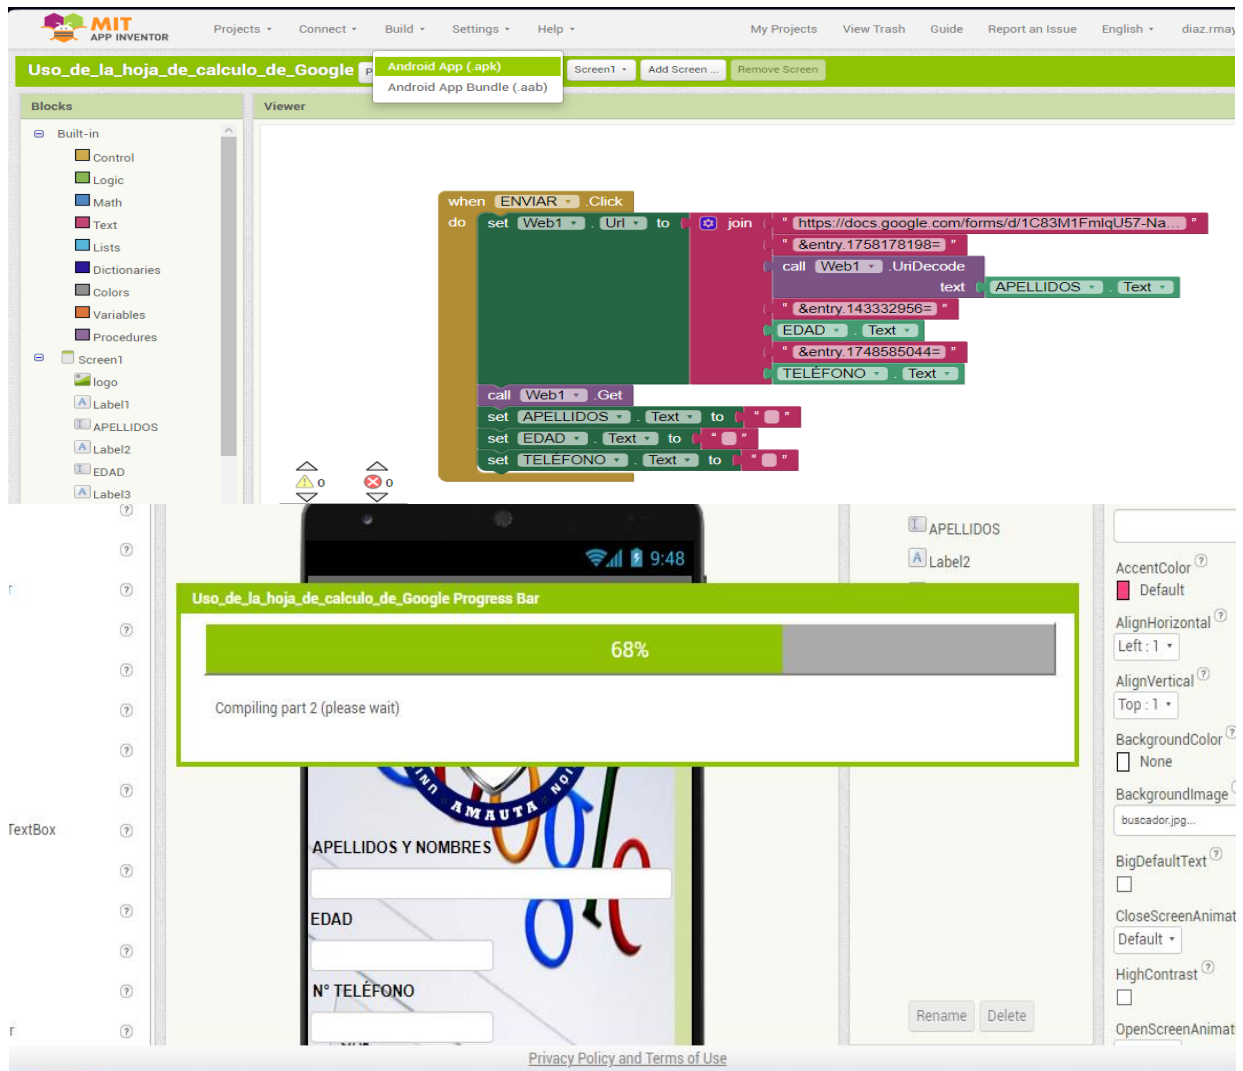 MIT
APP INVENTOR
Projects Connect Build Settings Help My Projects View Trash Guide Report an Issue English diaz.rmay
Uso_de_la_hoja_de_calculo_de_Google P Screen1 Add Screen ... Remove Screen
Android App (.apk)
Android App Bundle (.aab)
Blocks
Viewer
Built-in
Control
Logic
Math
Text
Lists
Dictionaries
Colors
Variables
Procedures
Screen1
logo
Label1
APELLIDOS
Label2
EDAD
Label3
when ENVIAR .Click
do set Web1 . Url to join " https://docs.google.com/forms/d/1C83M1FmlqU57-Na... "
" &entry.1758178198= "
call Web1 .UriDecode
text APELLIDOS . Text
" &entry.143332956= "
EDAD . Text
" &entry.1748585044= "
TELÉFONO . Text
call Web1 .Get
set APELLIDOS . Text to " "
set EDAD . Text to " "
set TELÉFONO . Text to " "
0 0
9:48
Uso_de_la_hoja_de_calculo_de_Google Progress Bar
68%
Compiling part 2 (please wait)
UNI
AMAUTA
APELLIDOS Y NOMBRES
EDAD
N° TELÉFONO
r
TextBox
r
APELLIDOS
Label2
Rename Delete
AccentColor ?
Default
AlignHorizontal ?
Left : 1
AlignVertical ?
Top : 1
BackgroundColor ?
None
BackgroundImage
buscador.jpg...
BigDefaultText ?
CloseScreenAnimat
Default
HighContrast ?
OpenScreenAnimat
Privacy Policy and Terms of Use